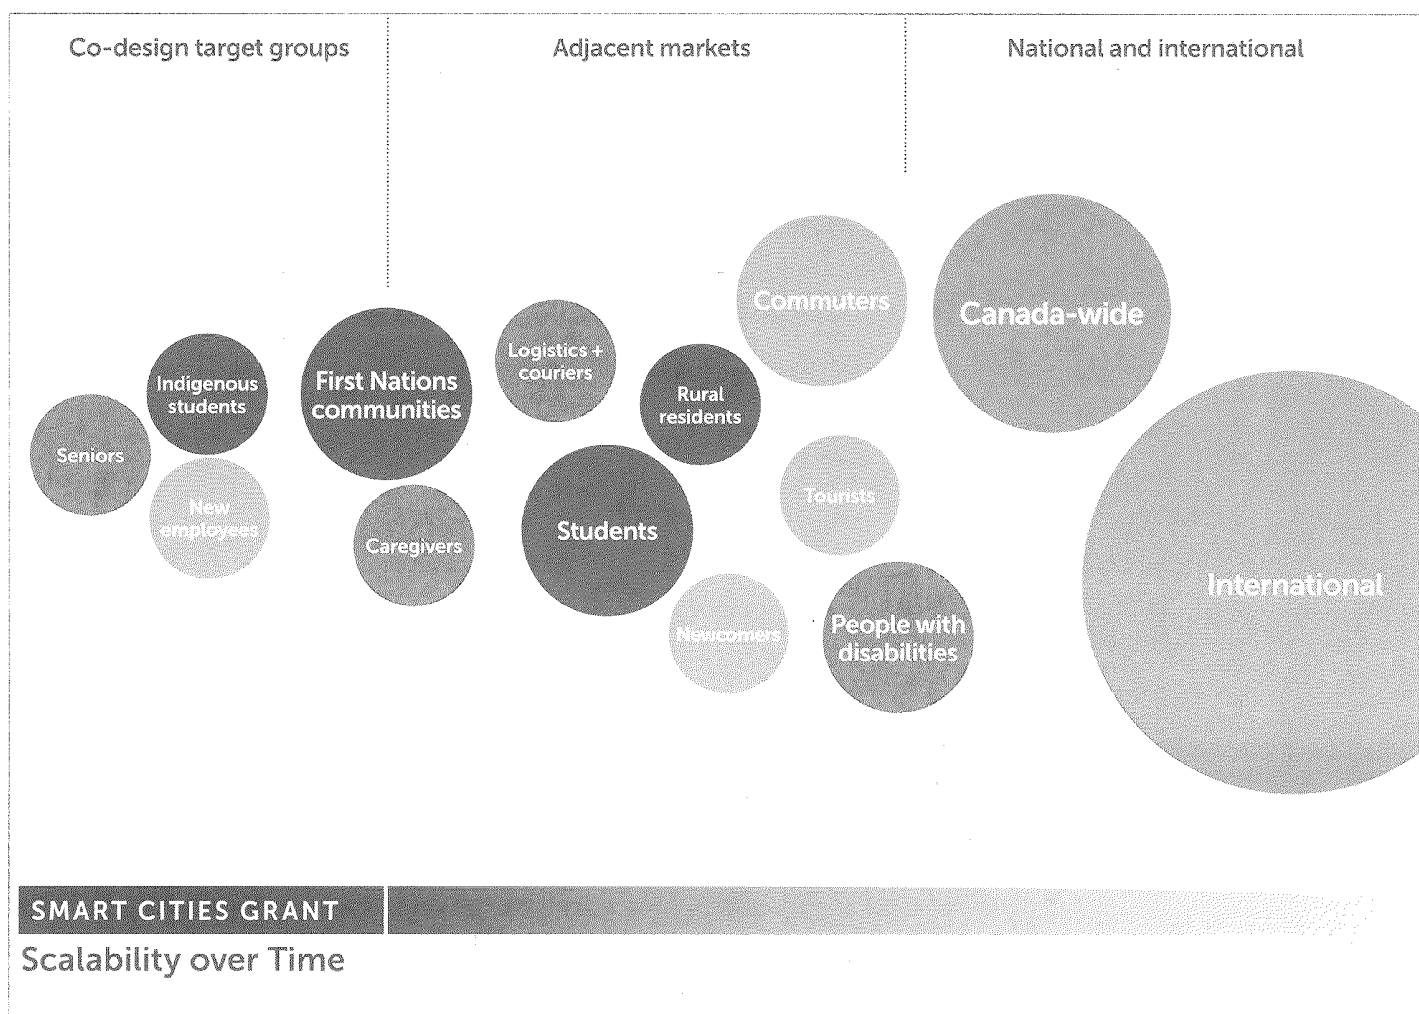 Co-design target groups
Adjacent markets
National and international
Seniors
Indigenous
students
New
employees
First Nations
communities
Caregivers
Logistics +
couriers
Students
Rural
residents
Newcomers
Commuters
Tourists
People with
disabilities
Canada-wide
International
SMART CITIES GRANT
Scalability over Time